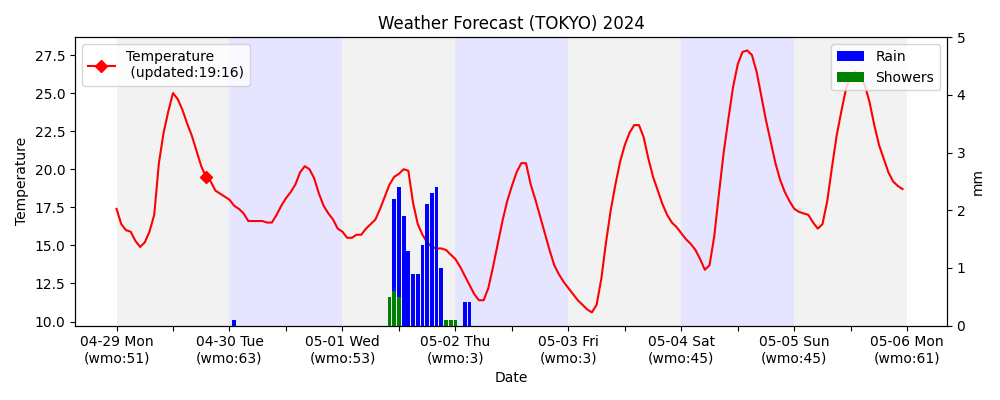 Weather Forecast (TOKYO) 2024
Temperature
(updated:19:16)
Rain
Showers
Temperature
27.5
25.0
22.5
20.0
17.5
15.0
12.5
10.0
5
4
3
2
1
0
mm
04-29 Mon
(wmo:51)
04-30 Tue
(wmo:63)
05-01 Wed
(wmo:53)
05-02 Thu
(wmo:3)
05-03 Fri
(wmo:3)
05-04 Sat
(wmo:45)
05-05 Sun
(wmo:45)
05-06 Mon
(wmo:61)
Date